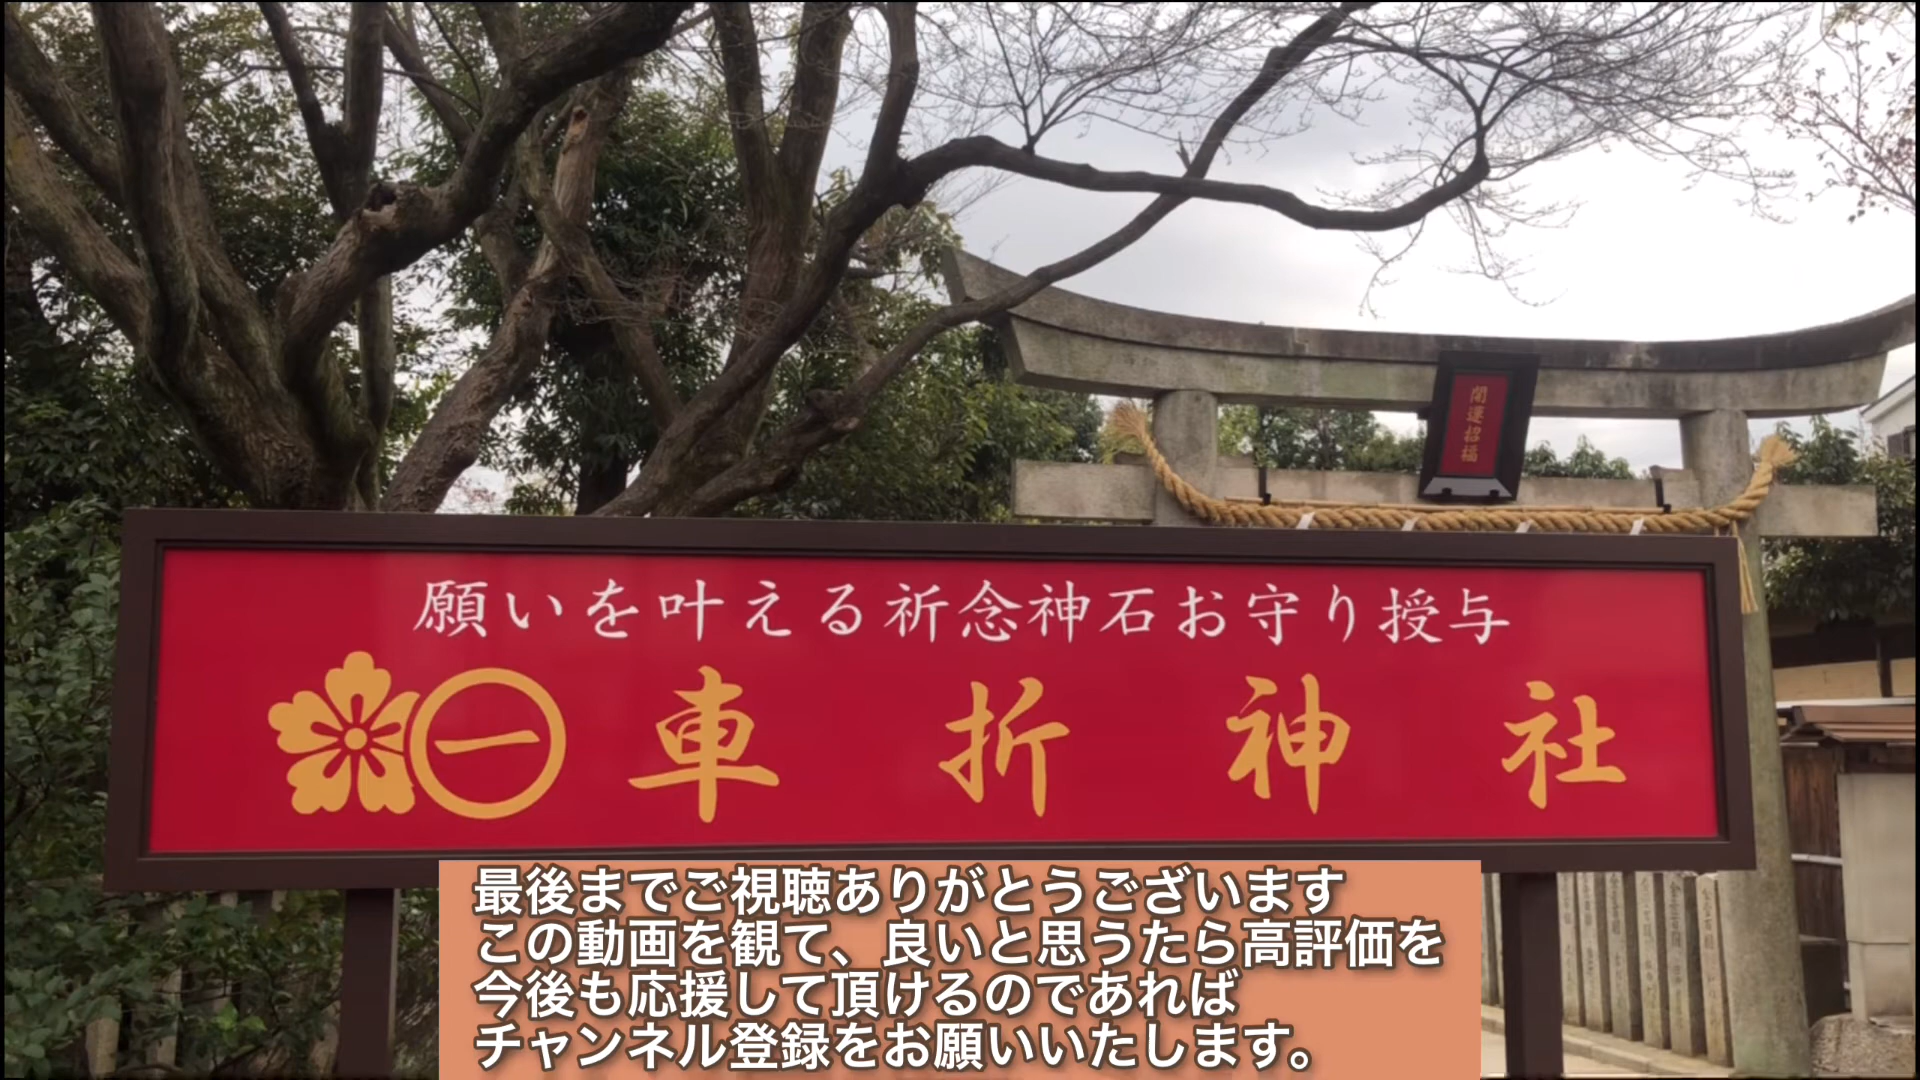 開運招福
願いを叶える祈念神石お守り授与
一 車折神社
最後までご視聴ありがとうございます
この動画を観て、良いと思うたら高評価を
今後も応援して頂けるのであれば
チャンネル登録をお願いいたします。